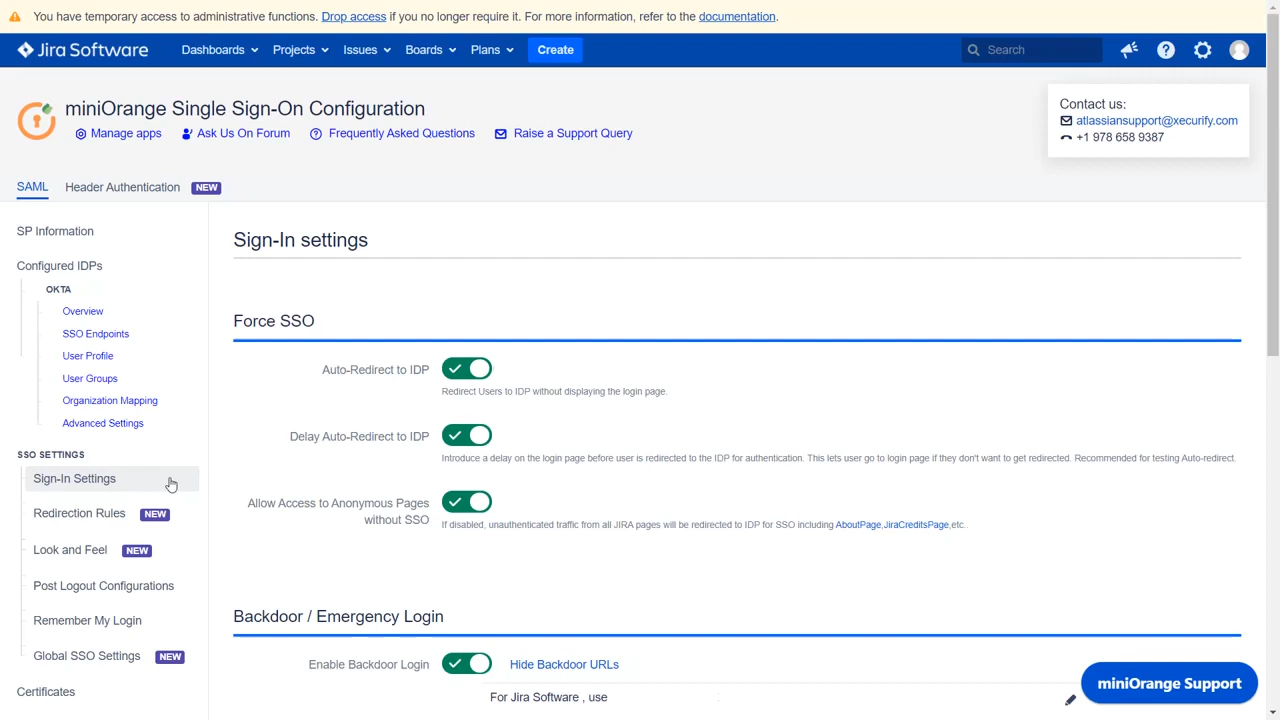 You have temporary access to administrative functions. Drop access if you no longer require it. For more information, refer to the documentation.
Jira Software Dashboards Projects Issues Boards Plans Create Search
miniOrange Single Sign-On Configuration
Manage apps Ask Us On Forum Frequently Asked Questions Raise a Support Query
Contact us:
atlassiansupport@xecurify.com
+1 978 658 9387
SAML Header Authentication NEW
SP Information
Configured IDPs
OKTA
Overview
SSO Endpoints
User Profile
User Groups
Organization Mapping
Advanced Settings
SSO SETTINGS
Sign-In Settings
Redirection Rules NEW
Look and Feel NEW
Post Logout Configurations
Remember My Login
Global SSO Settings NEW
Certificates
Sign-In settings
Force SSO
Auto-Redirect to IDP
Redirect Users to IDP without displaying the login page.
Delay Auto-Redirect to IDP
Introduce a delay on the login page before user is redirected to the IDP for authentication. This lets user go to login page if they don't want to get redirected. Recommended for testing Auto-redirect.
Allow Access to Anonymous Pages
without SSO
If disabled, unauthenticated traffic from all JIRA pages will be redirected to IDP for SSO including AboutPage,JiraCreditsPage,etc..
Backdoor / Emergency Login
Enable Backdoor Login Hide Backdoor URLs
For Jira Software , use
miniOrange Support